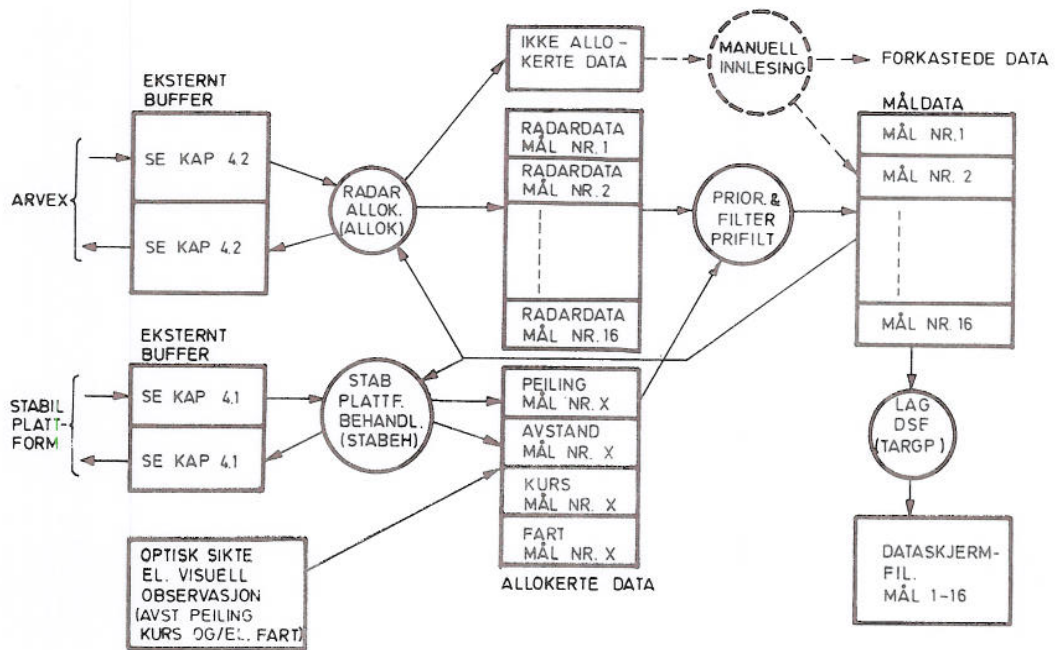 IKKE ALLO-
KERTE DATA
MANUELL
INNLESING
FORKASTEDE DATA
EKSTERNT
BUFFER
SE KAP 4.2
SE KAP 4.2
ARVEX
RADAR
ALLOK.
(ALLOK)
RADARDATA
MÅL NR. 1
RADARDATA
MÅL NR. 2
RADARDATA
MÅL NR. 16
PRIOR. &
FILTER
PRIFILT
MÅLDATA
MÅL NR. 1
MÅL NR. 2
MÅL NR. 16
EKSTERNT
BUFFER
SE KAP 4.1
SE KAP 4.1
STABIL
PLATT-
FORM
STAB
PLATTF.
BEHANDL.
(STABEH)
PEILING
MÅL NR. X
AVSTAND
MÅL NR. X
KURS
MÅL NR. X
FART
MÅL NR. X
ALLOKERTE DATA
LAG
DSF
(TARGP)
OPTISK SIKTE
EL. VISUELL
OBSERVASJON
(AVST PEILING
KURS OG/EL. FART)
DATASKJERM-
FIL.
MÅL 1-16